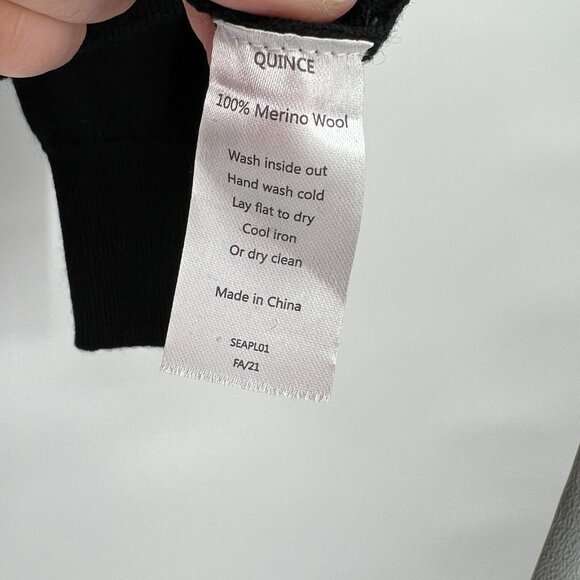 QUINCE
100% Merino Wool
Wash inside out
Hand wash cold
Lay flat to dry
Cool iron
Or dry clean
Made in China
SEAPL01
FA/21